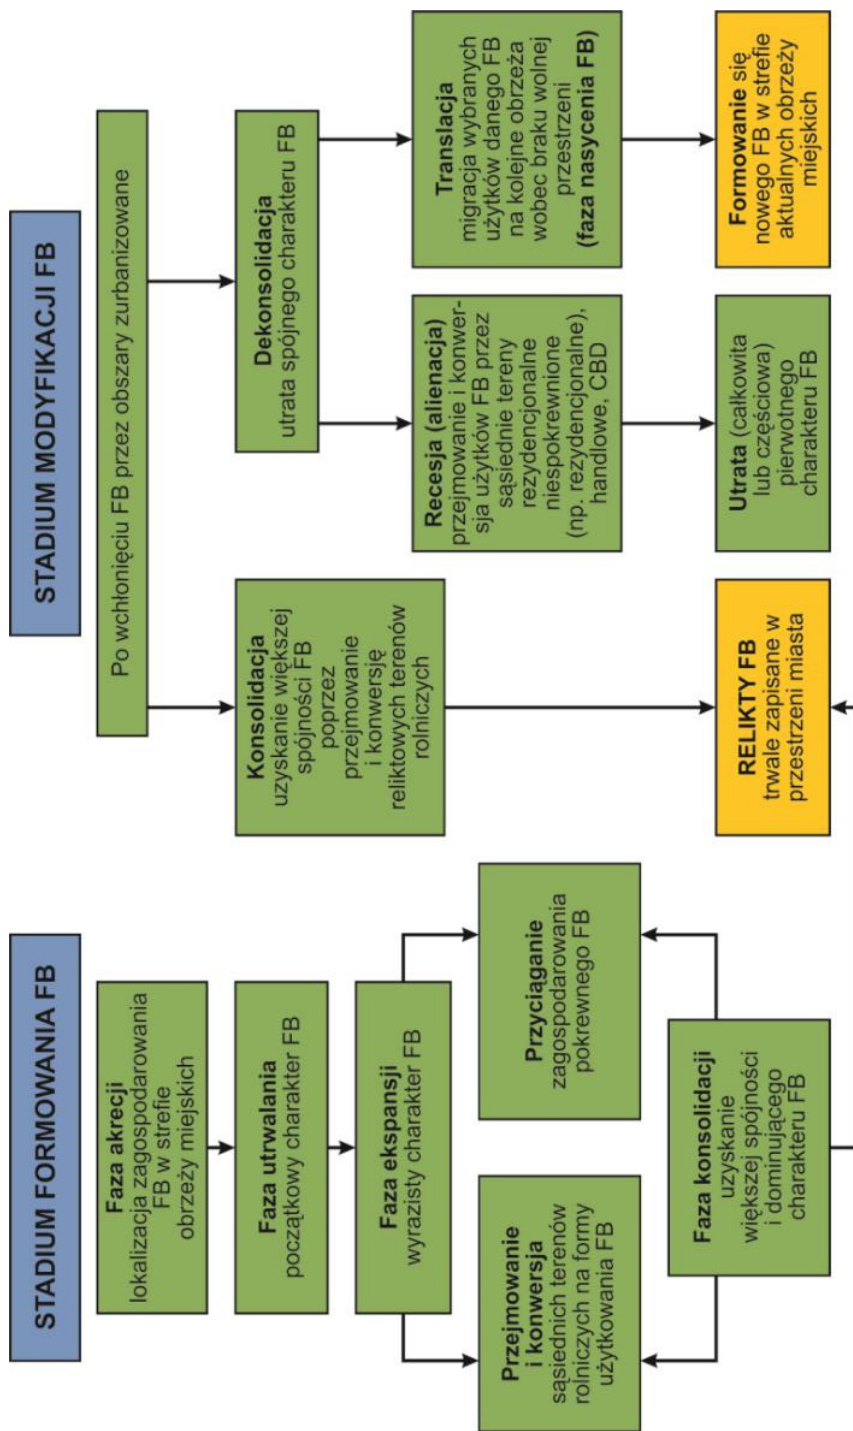 STADIUM FORMOWANIA FB
Faza akrecji
lokalizacja zagospodarowania
FB w strefie
obrzeży miejskich
Faza utrwalania
początkowy charakter FB
Faza ekspansji
wyrazisty charakter FB
Przejmowanie
i konwersja
sąsiednich terenów
rolniczych na formy
użytkowania FB
Przyciąganie
zagospodarowania
pokrewnego FB
Faza konsolidacji
uzyskanie
większej spójności
i dominującego
charakteru FB
STADIUM MODYFIKACJI FB
Po wchłonięciu FB przez obszary zurbanizowane
Konsolidacja
uzyskanie większej
spójności FB
poprzez
przejmowanie
i konwersję
reliktowych terenów
rolniczych
Dekonsolidacja
utrata spójnego charakteru FB
Recesja (alienacja)
przejmowanie i konwer-
sja użytków FB przez
sąsiednie tereny
rezydencjonalne
niespokrewnione
(np. rezydencjonalne),
handlowe, CBD
Translacja
migracja wybranych
użytków danego FB
na kolejne obrzeża
wobec braku wolnej
przestrzeni
(faza nasycenia FB)
RELIKTY FB
trwale zapisane w
przestrzeni miasta
Utrata (całkowita
lub częściowa)
pierwotnego
charakteru FB
Formowanie się
nowego FB w strefie
aktualnych obrzeży
miejskich